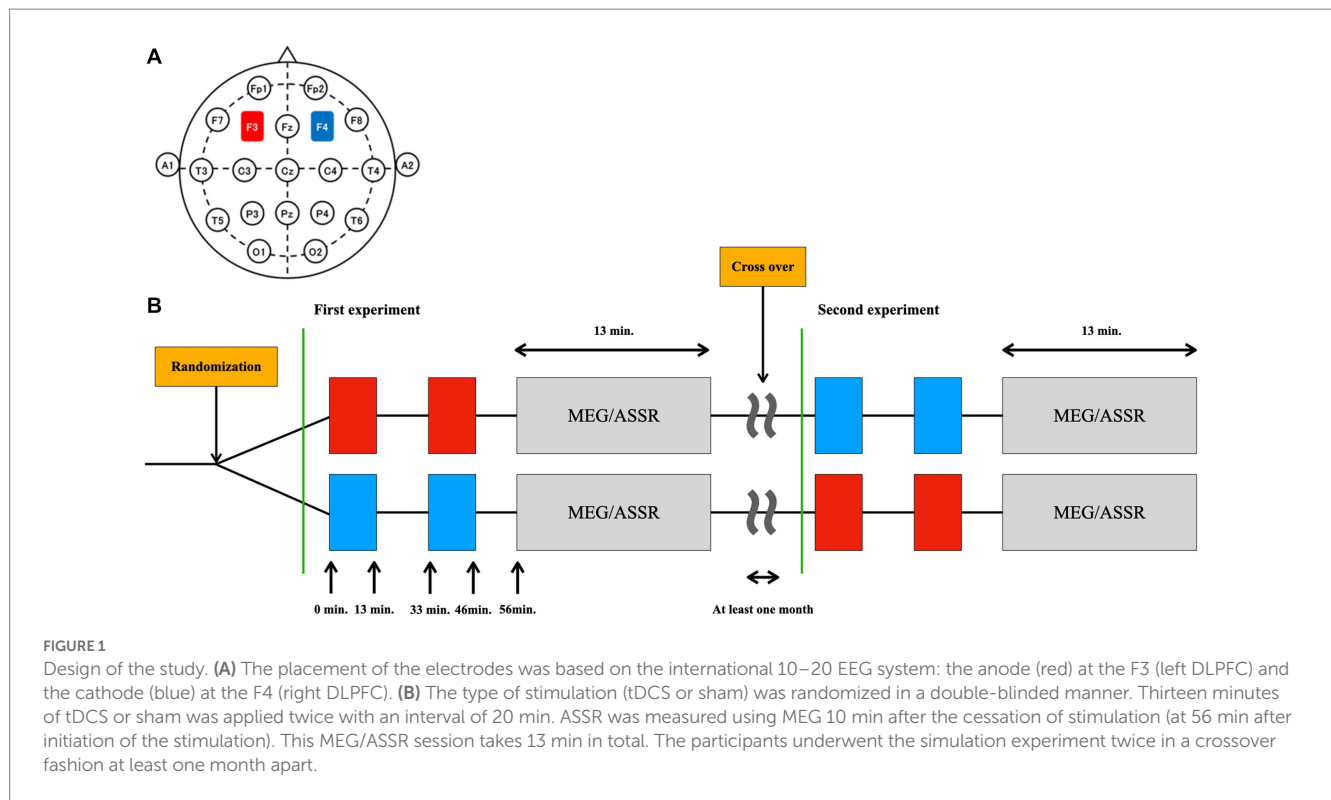 A
Fp1 Fp2
F7 F3 Fz F4 F8
A1 T3 C3 Cz C4 T4 A2
T5 P3 Pz P4 T6
O1 O2
B
Cross over
First experiment
Second experiment
13 min.
13 min.
Randomization
MEG/ASSR
MEG/ASSR
MEG/ASSR
MEG/ASSR
0 min. 13 min. 33 min. 46min. 56min.
At least one month
FIGURE 1
Design of the study. (A) The placement of the electrodes was based on the international 10–20 EEG system: the anode (red) at the F3 (left DLPFC) and
the cathode (blue) at the F4 (right DLPFC). (B) The type of stimulation (tDCS or sham) was randomized in a double-blinded manner. Thirteen minutes
of tDCS or sham was applied twice with an interval of 20 min. ASSR was measured using MEG 10 min after the cessation of stimulation (at 56 min after
initiation of the stimulation). This MEG/ASSR session takes 13 min in total. The participants underwent the simulation experiment twice in a crossover
fashion at least one month apart.